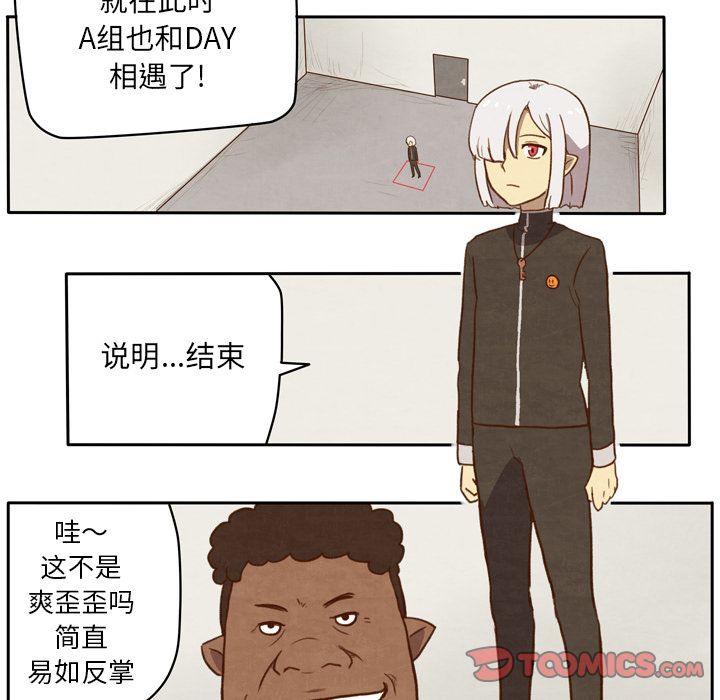 就在此时
A组也和DAY
相遇了!
说明...结束
哇～
这不是
爽歪歪吗
简直
易如反掌
TOOMICS.COM